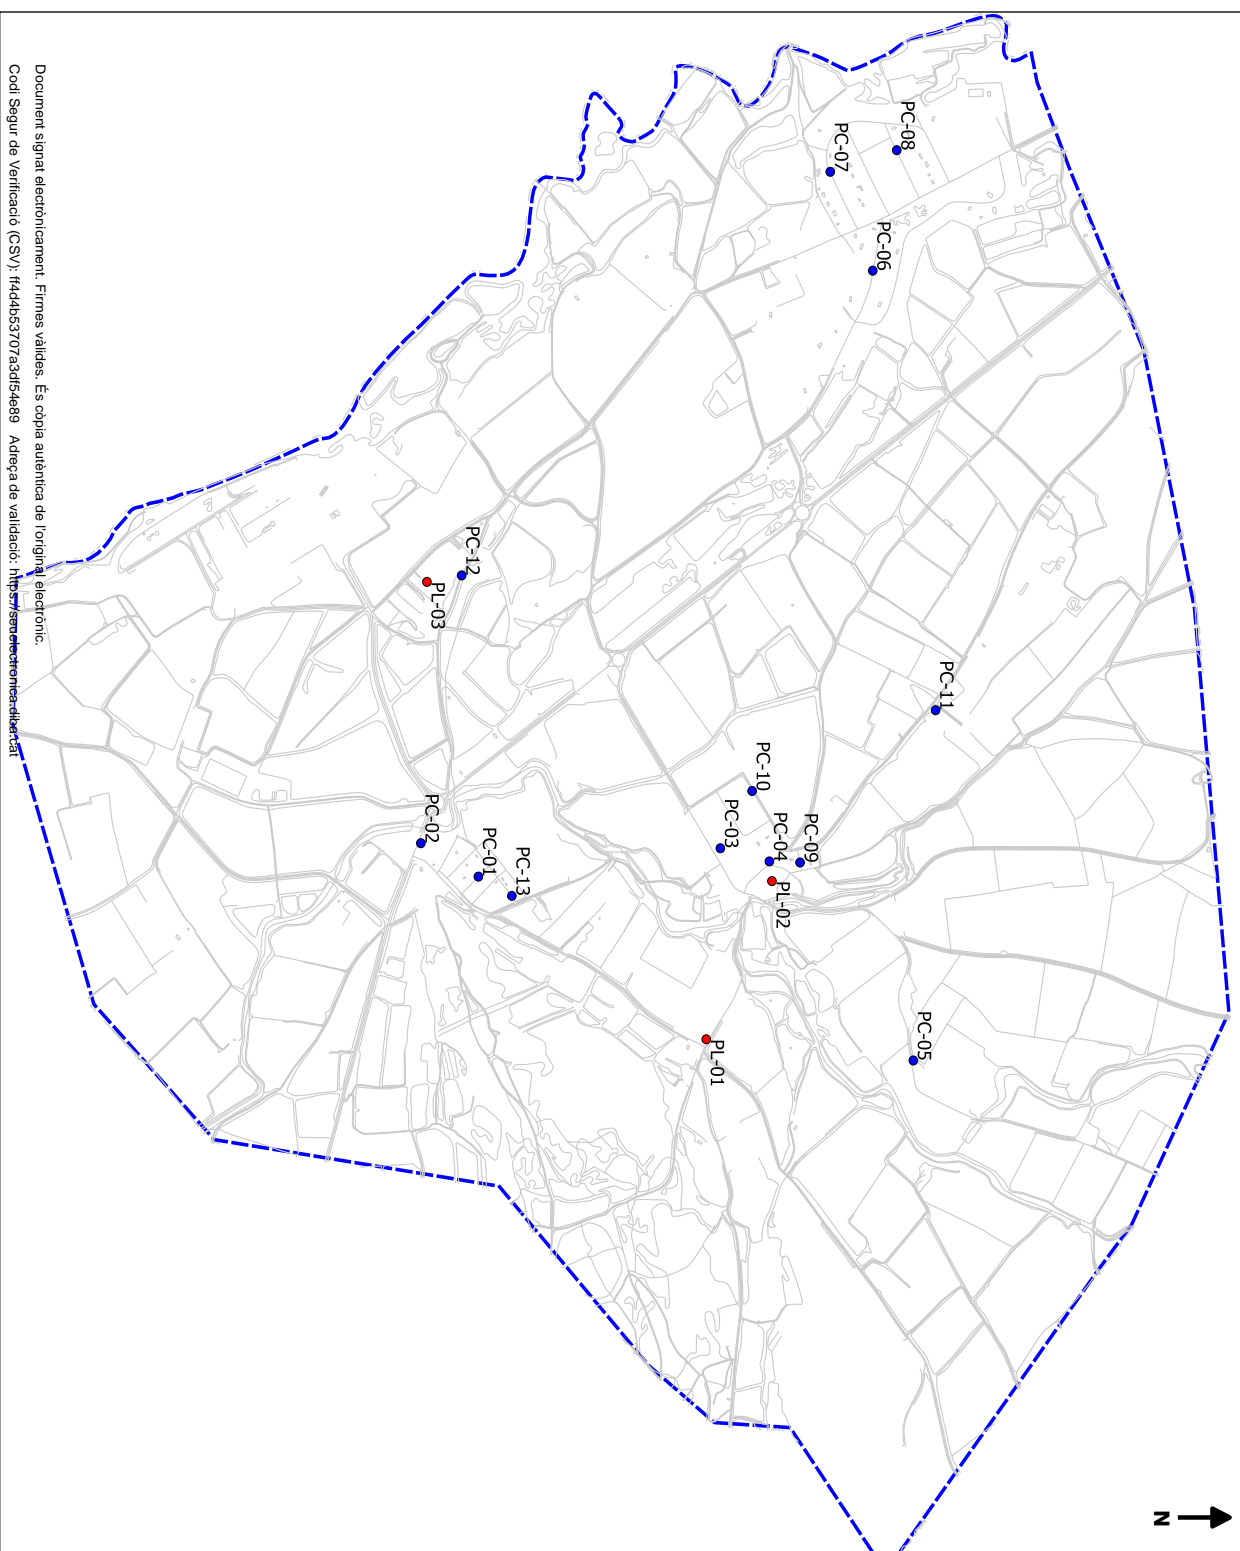 PC-08
PC-07
PC-06
PC-12
PL-03
PC-11
PC-10
PC-03
PC-04
PC-09
PL-02
PC-02
PC-01
PC-13
PL-01
PC-05
N
Document signat electrònicament. Firmes vàlides. És còpia autèntica de l'original electrònic.
Codi Segur de Verificació (CSV): ff4d4b53707a3df54e89 Adreça de validació: https://seuelectronica.diba.cat